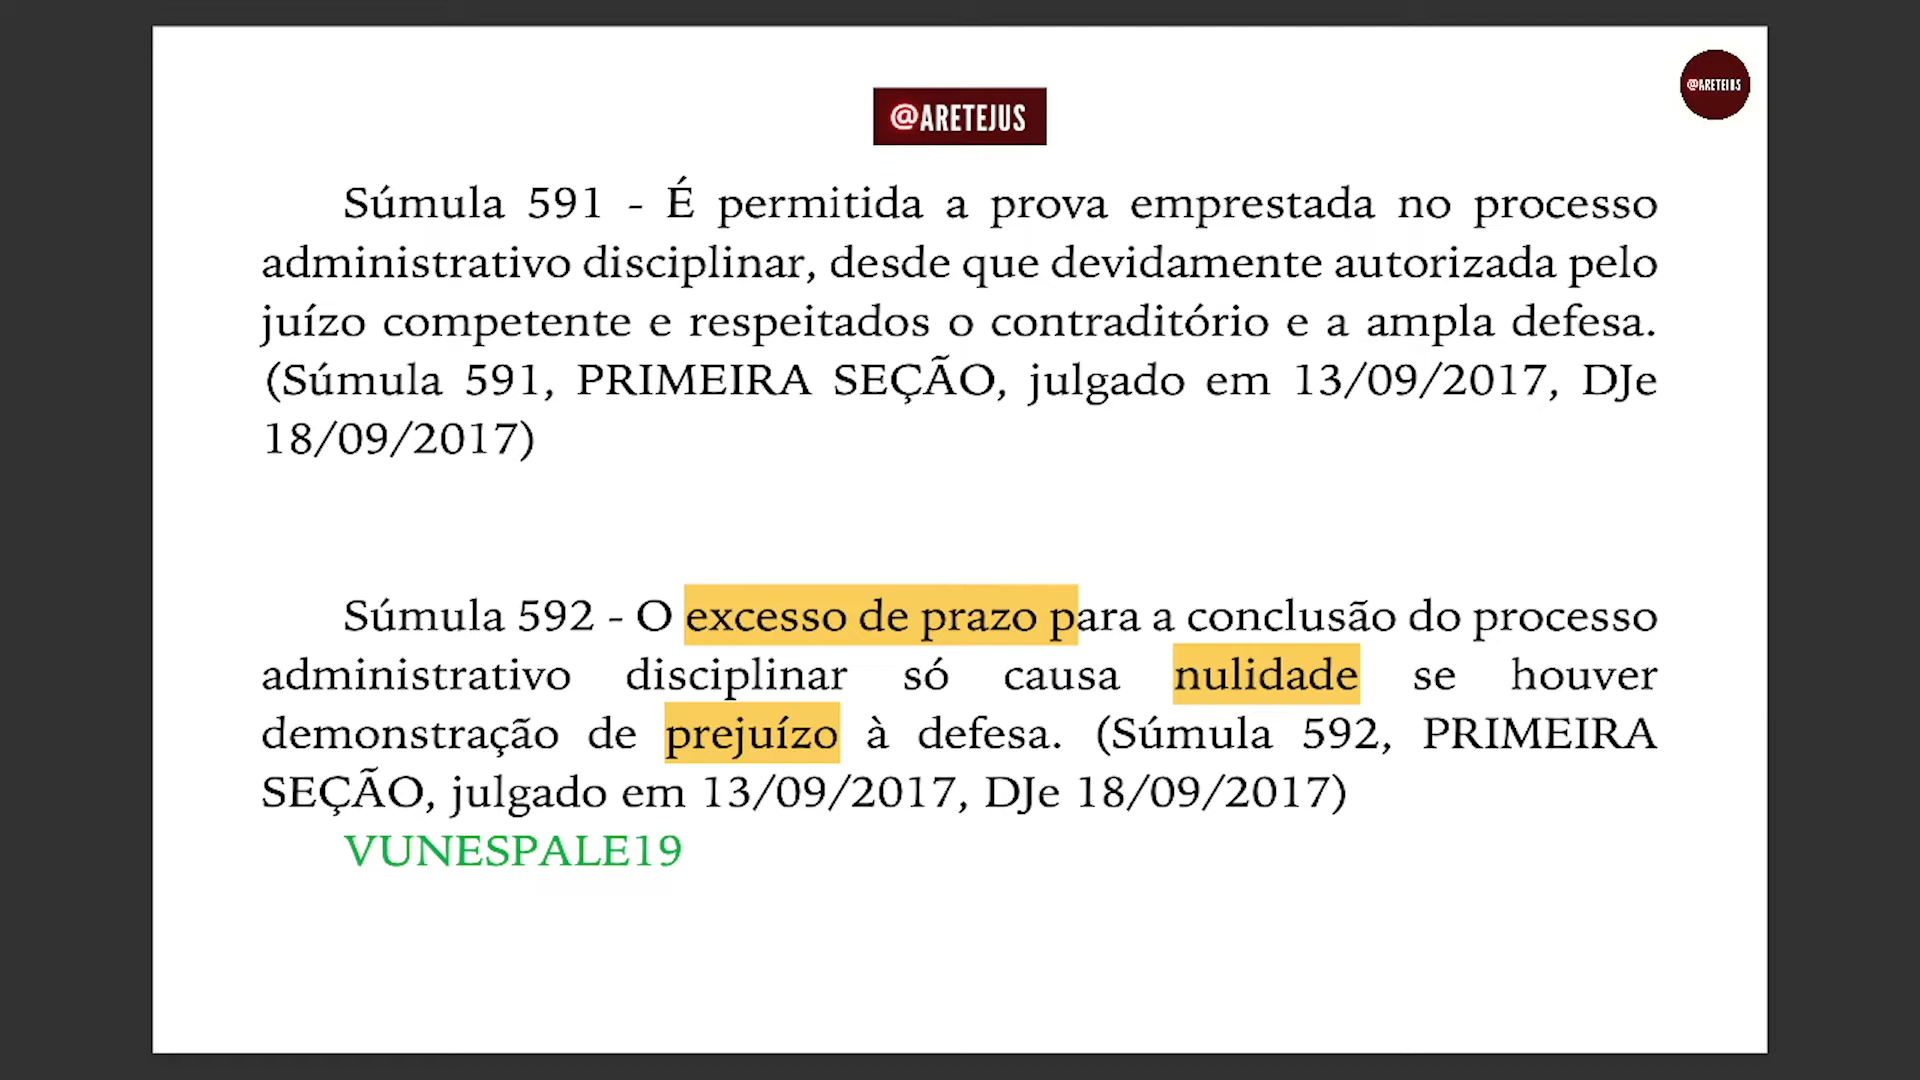 @ARETEJUS
@ARETEJUS
Súmula 591 - É permitida a prova emprestada no processo
administrativo disciplinar, desde que devidamente autorizada pelo
juízo competente e respeitados o contraditório e a ampla defesa.
(Súmula 591, PRIMEIRA SEÇÃO, julgado em 13/09/2017, DJe
18/09/2017)
Súmula 592 - O excesso de prazo para a conclusão do processo
administrativo disciplinar só causa nulidade se houver
demonstração de prejuízo à defesa. (Súmula 592, PRIMEIRA
SEÇÃO, julgado em 13/09/2017, DJe 18/09/2017)
VUNESPALE19